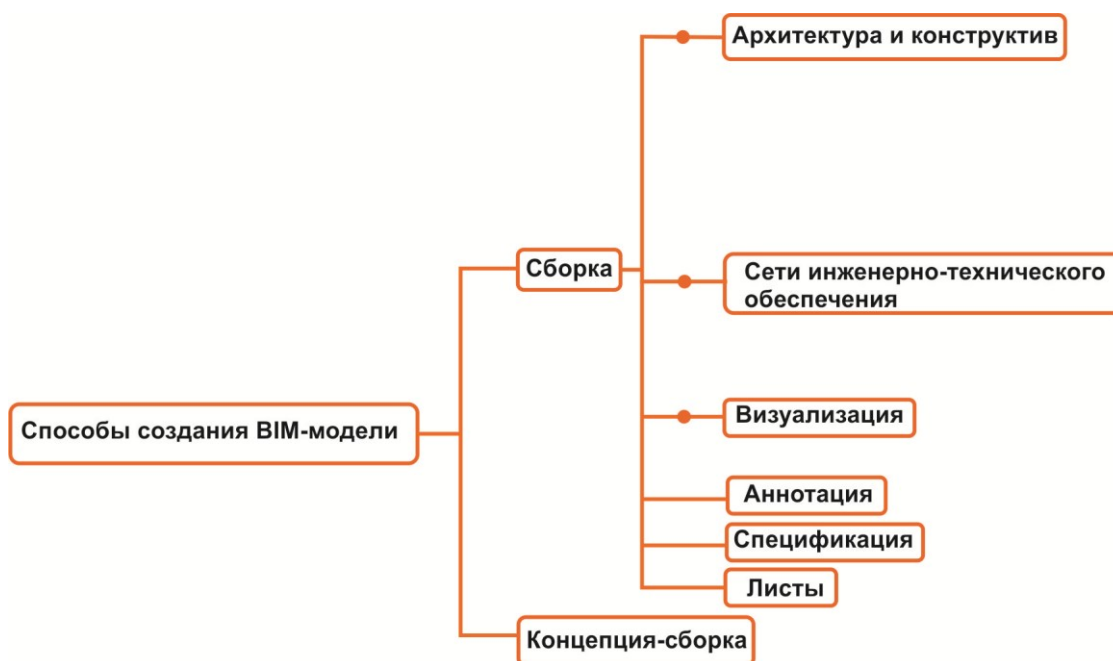 Архитектура и конструктив
Сборка
Сети инженерно-технического
обеспечения
Способы создания BIM-модели
Визуализация
Аннотация
Спецификация
Листы
Концепция-сборка